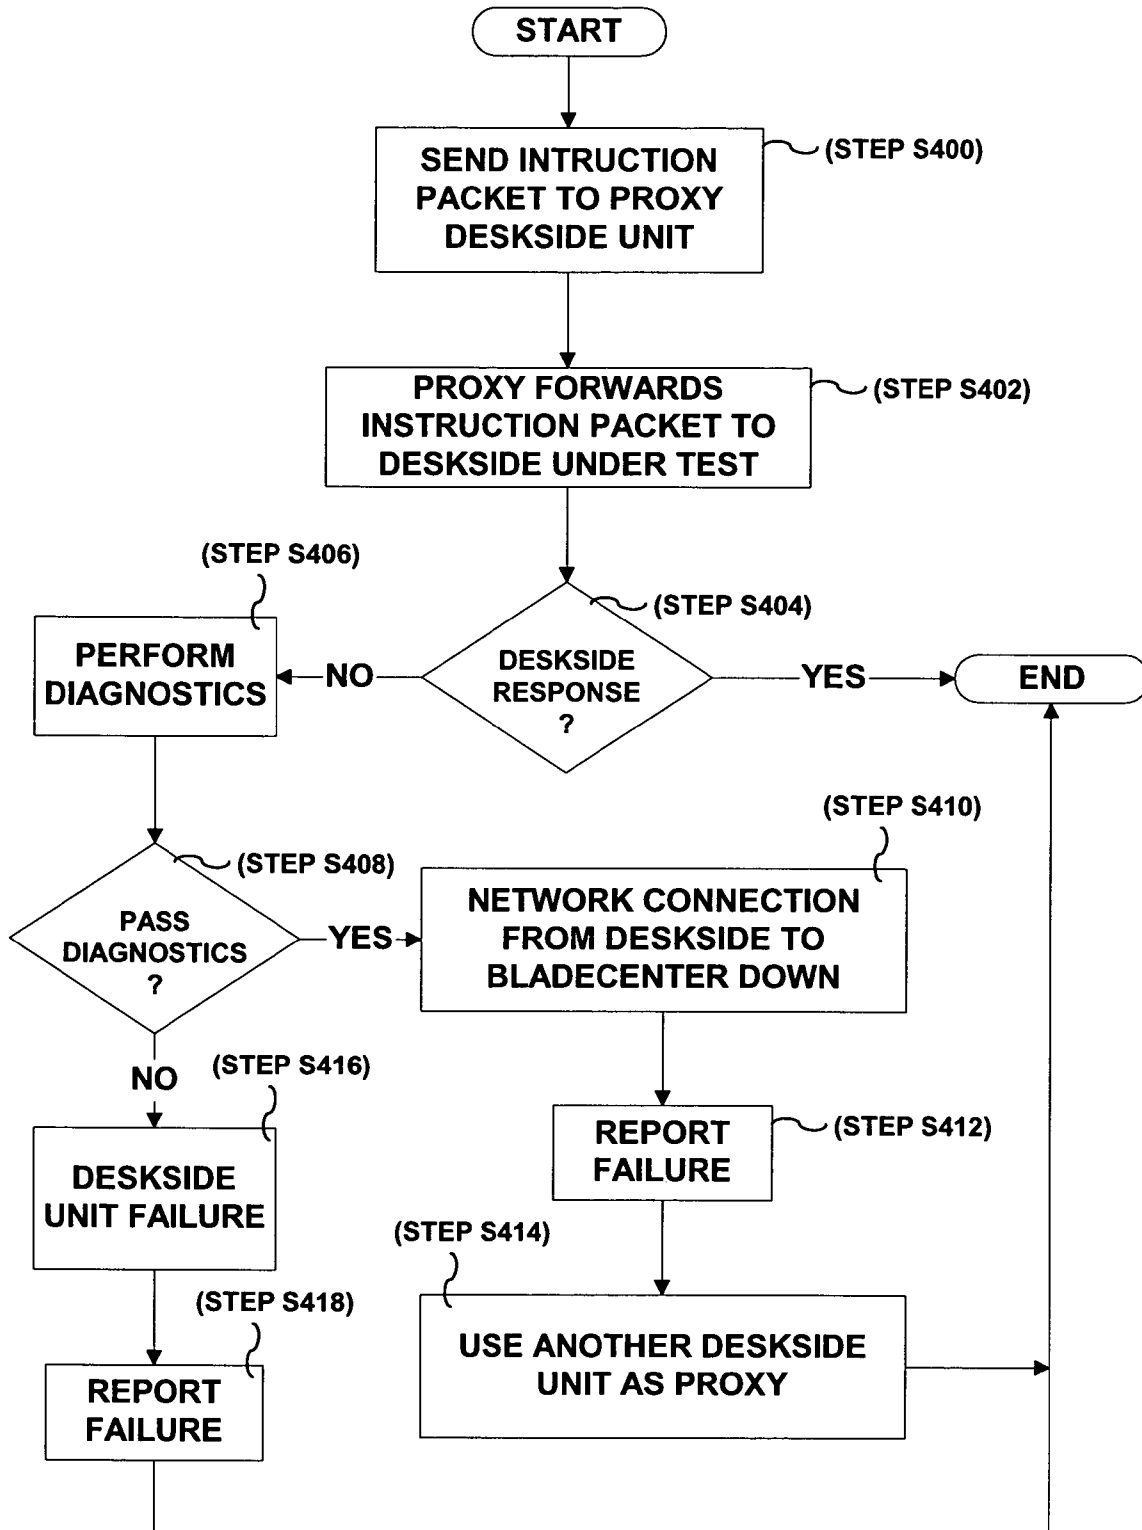 START
SEND INTRUCTION
PACKET TO PROXY
DESKSIDE UNIT
(STEP S400)
PROXY FORWARDS
INSTRUCTION PACKET TO
DESKSIDE UNDER TEST
(STEP S402)
(STEP S406)
(STEP S404)
PERFORM
DIAGNOSTICS
NO
DESKSIDE
RESPONSE
?
YES
END
(STEP S410)
(STEP S408)
PASS
DIAGNOSTICS
?
YES
NETWORK CONNECTION
FROM DESKSIDE TO
BLADECENTER DOWN
NO
(STEP S416)
REPORT
FAILURE
(STEP S412)
DESKSIDE
UNIT FAILURE
(STEP S414)
(STEP S418)
USE ANOTHER DESKSIDE
UNIT AS PROXY
REPORT
FAILURE